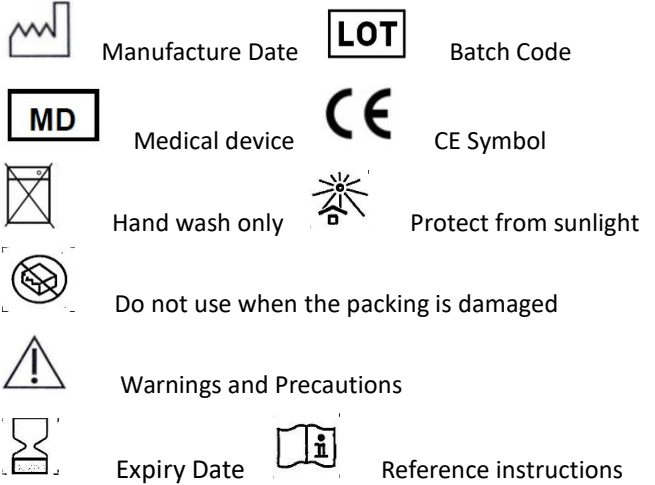 Manufacture Date LOT Batch Code
MD Medical device CE CE Symbol
Hand wash only Protect from sunlight
Do not use when the packing is damaged
! Warnings and Precautions
Expiry Date i Reference instructions